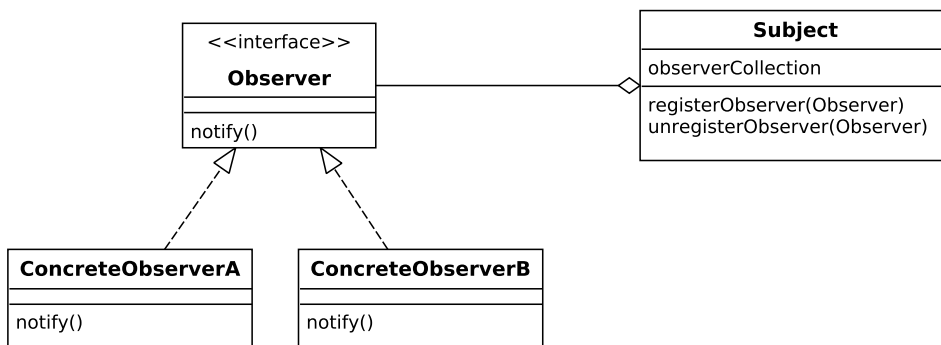 <<interface>>
Observer
notify()
Subject
observerCollection
registerObserver(Observer)
unregisterObserver(Observer)
ConcreteObserverA
notify()
ConcreteObserverB
notify()